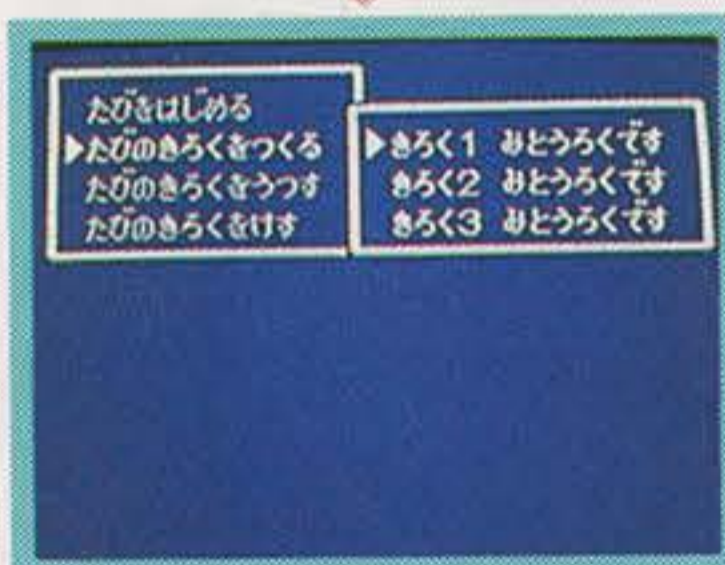 たびをはじめる
▶たびのきろくをつくる
たびのきろくをうつす
たびのきろくをけす
▶きろく1 みとうろくです
きろく2 みとうろくです
きろく3 みとうろくです